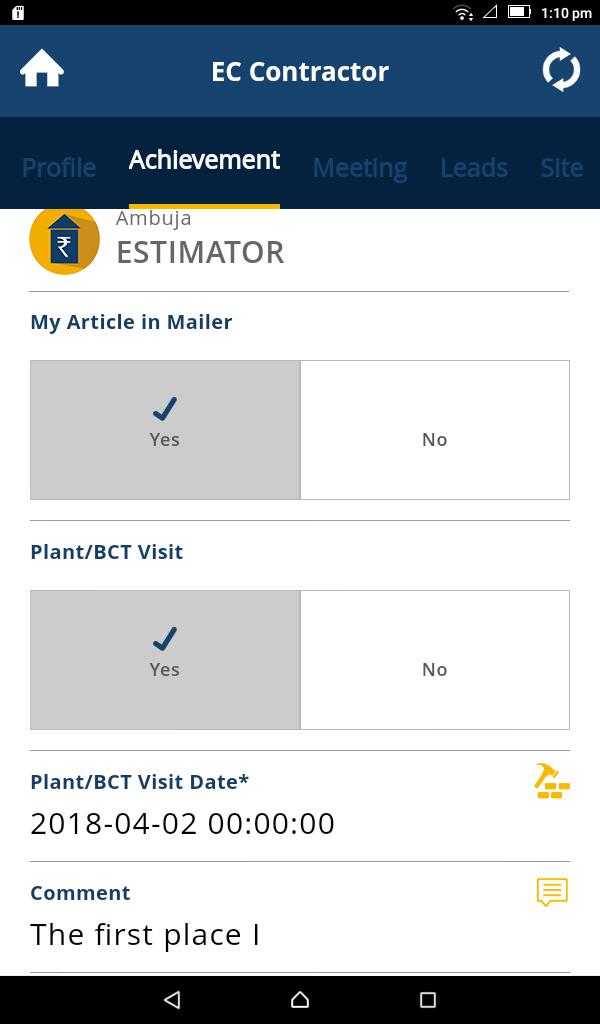 1:10 pm
EC Contractor
Profile Achievement Meeting Leads Site
Ambuja
ESTIMATOR
₹
My Article in Mailer
Yes No
Plant/BCT Visit
Yes No
Plant/BCT Visit Date*
2018-04-02 00:00:00
Comment
The first place I